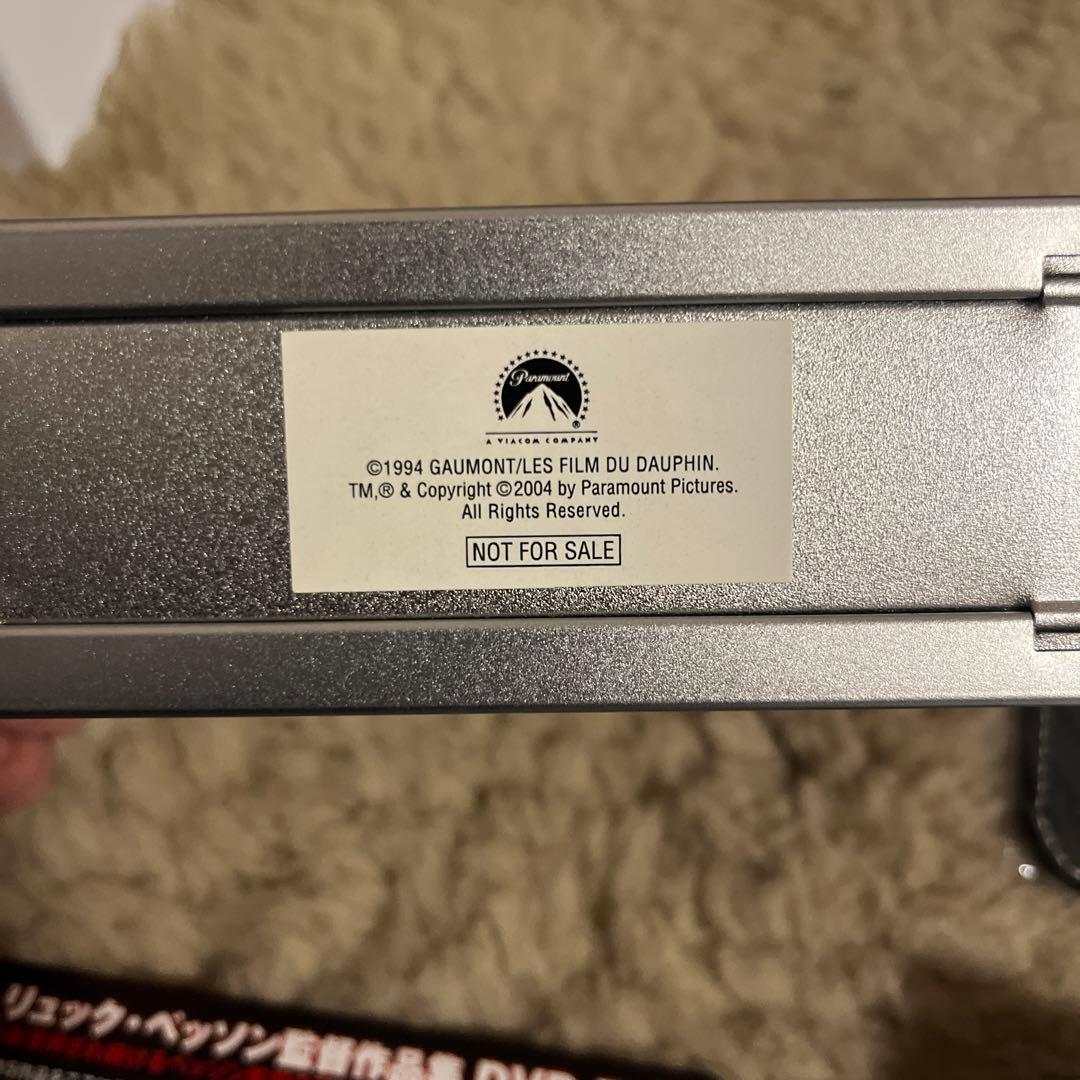 Paramount
®
A VIACOM COMPANY
©1994 GAUMONT/LES FILM DU DAUPHIN.
TM,® & Copyright ©2004 by Paramount Pictures.
All Rights Reserved.
NOT FOR SALE
リュック・ベッソン監督作品集 DVD